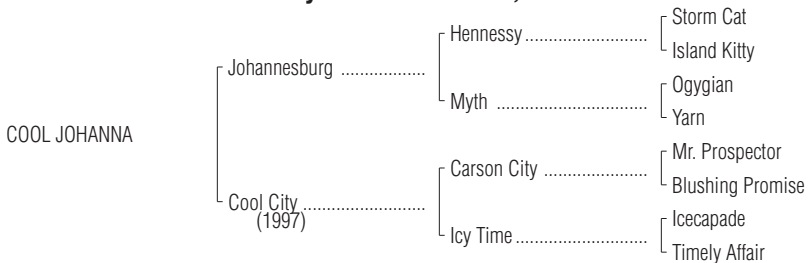 Storm Cat
Hennessy
Island Kitty
Johannesburg
Ogygian
Myth
Yarn
COOL JOHANNA
Mr. Prospector
Carson City
Blushing Promise
Cool City
(1997)
Icecapade
Icy Time
Timely Affair